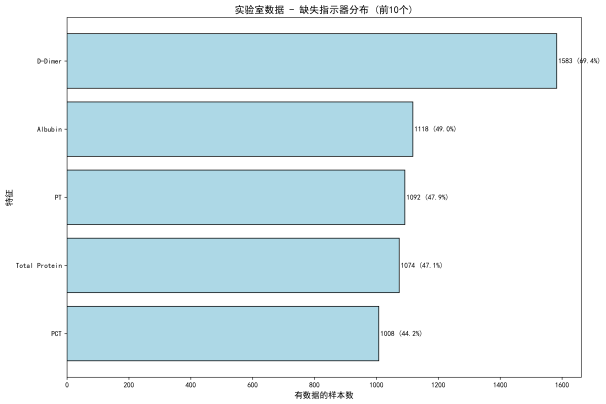 实验室数据 - 缺失指示器分布 (前10个)
特征
D-Dimer
1583 (69.4%)
Albubin
1118 (49.0%)
PT
1092 (47.9%)
Total Protein
1074 (47.1%)
PCT
1008 (44.2%)
0 200 400 600 800 1000 1200 1400 1600
有数据的样本数